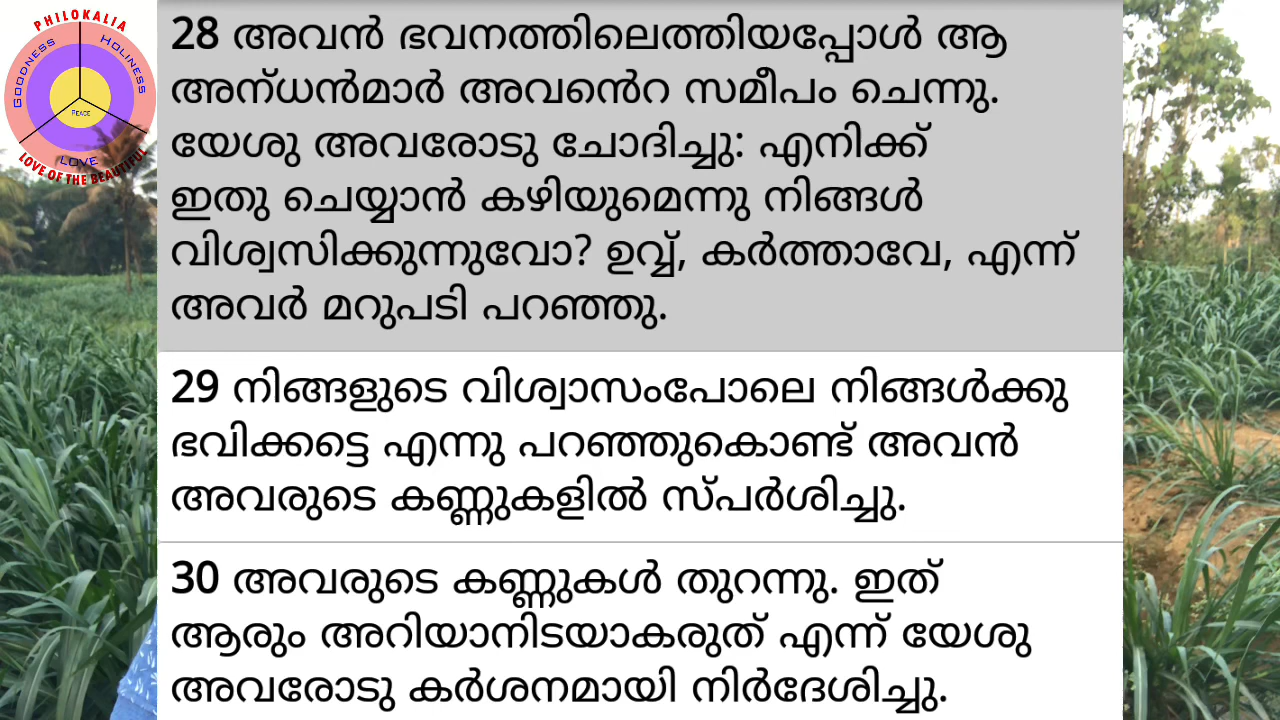 PHILOKALIA
GOODNESS
HOLINESS
PEACE
LOVE
LOVE OF THE BEAUTIFUL
28 അവൻ ഭവനത്തിലെത്തിയപ്പോൾ ആ
അന്ധൻമാർ അവൻെറ സമീപം ചെന്നു.
യേശു അവരോടു ചോദിച്ചു: എനിക്ക്
ഇതു ചെയ്യാൻ കഴിയുമെന്നു നിങ്ങൾ
വിശ്വസിക്കുന്നുവോ? ഉവ്വ്, കർത്താവേ, എന്ന്
അവർ മറുപടി പറഞ്ഞു.
29 നിങ്ങളുടെ വിശ്വാസംപോലെ നിങ്ങൾക്കു
ഭവിക്കട്ടെ എന്നു പറഞ്ഞുകൊണ്ട് അവൻ
അവരുടെ കണ്ണുകളിൽ സ്പർശിച്ചു.
30 അവരുടെ കണ്ണുകൾ തുറന്നു. ഇത്
ആരും അറിയാനിടയാകരുത് എന്ന് യേശു
അവരോടു കർശനമായി നിർദേശിച്ചു.